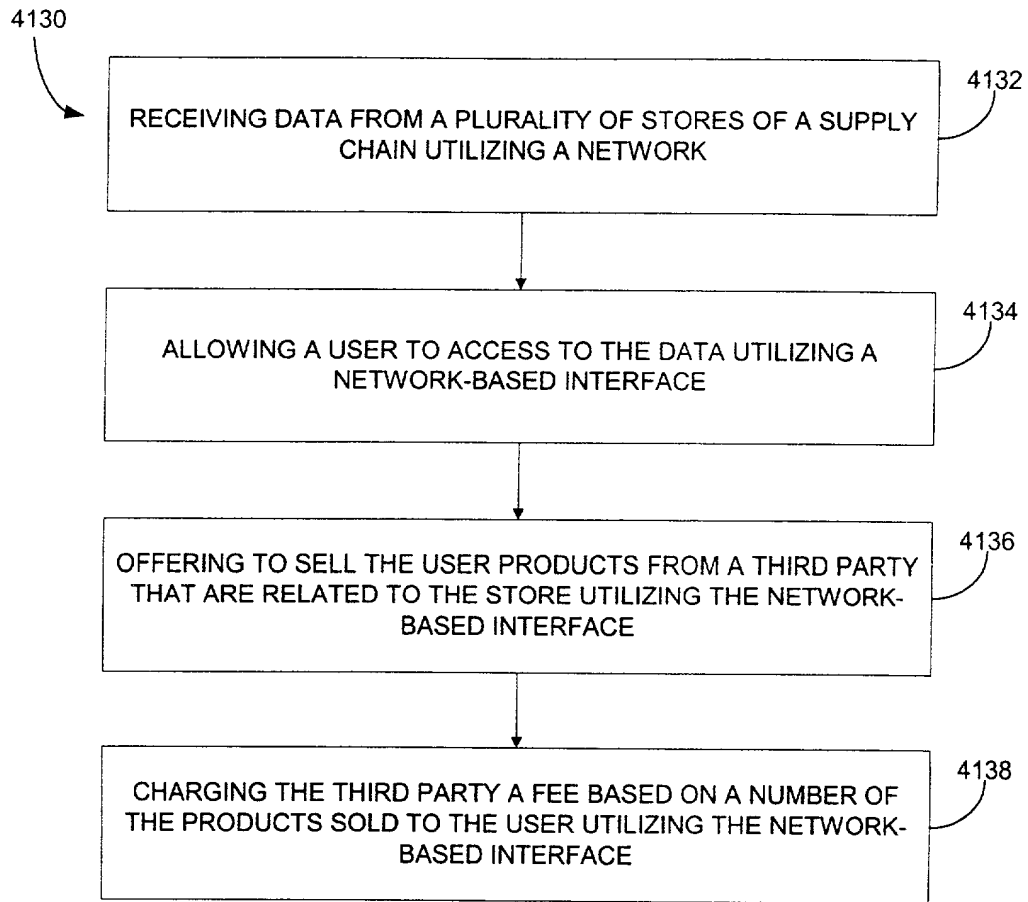 4130
4132
RECEIVING DATA FROM A PLURALITY OF STORES OF A SUPPLY
CHAIN UTILIZING A NETWORK
4134
ALLOWING A USER TO ACCESS TO THE DATA UTILIZING A
NETWORK-BASED INTERFACE
4136
OFFERING TO SELL THE USER PRODUCTS FROM A THIRD PARTY
THAT ARE RELATED TO THE STORE UTILIZING THE NETWORK-
BASED INTERFACE
4138
CHARGING THE THIRD PARTY A FEE BASED ON A NUMBER OF
THE PRODUCTS SOLD TO THE USER UTILIZING THE NETWORK-
BASED INTERFACE